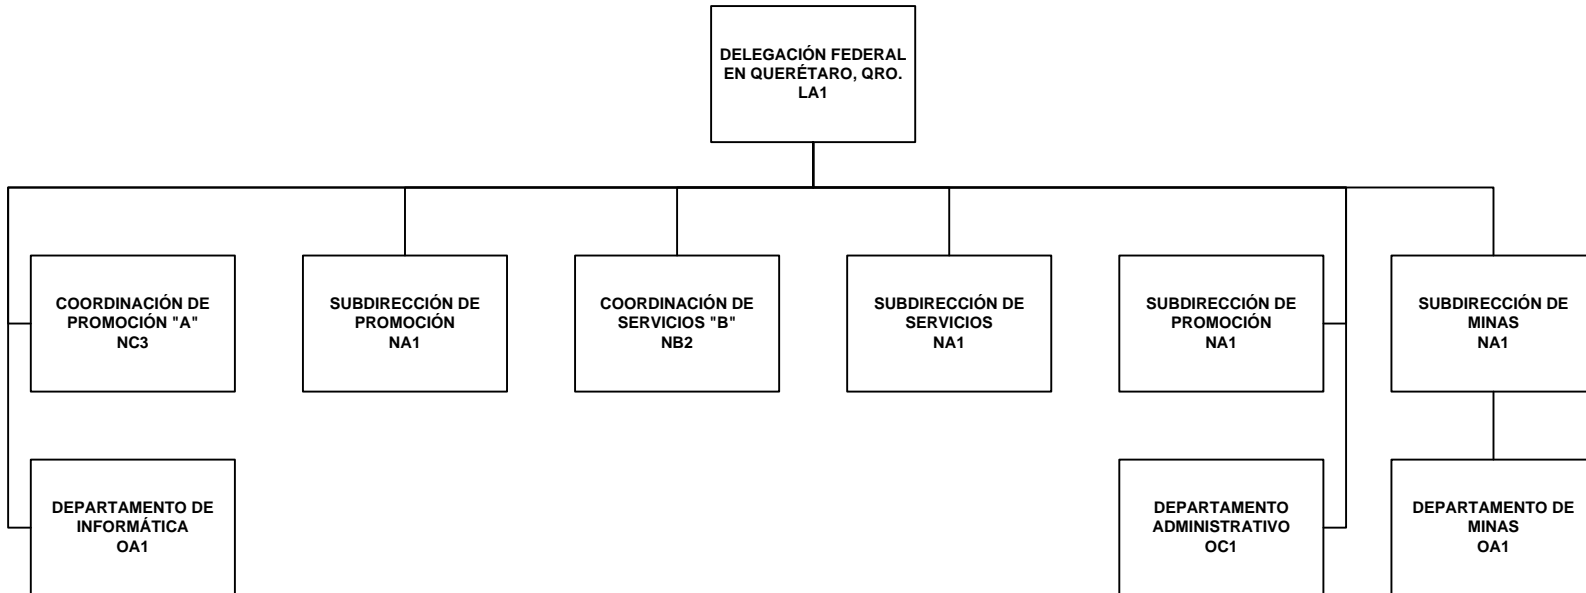 DELEGACIÓN FEDERAL
EN QUERÉTARO, QRO.
LA1
COORDINACIÓN DE
PROMOCIÓN "A"
NC3
SUBDIRECCIÓN DE
PROMOCIÓN
NA1
COORDINACIÓN DE
SERVICIOS "B"
NB2
SUBDIRECCIÓN DE
SERVICIOS
NA1
SUBDIRECCIÓN DE
PROMOCIÓN
NA1
SUBDIRECCIÓN DE
MINAS
NA1
DEPARTAMENTO DE
INFORMÁTICA
OA1
DEPARTAMENTO
ADMINISTRATIVO
OC1
DEPARTAMENTO DE
MINAS
OA1